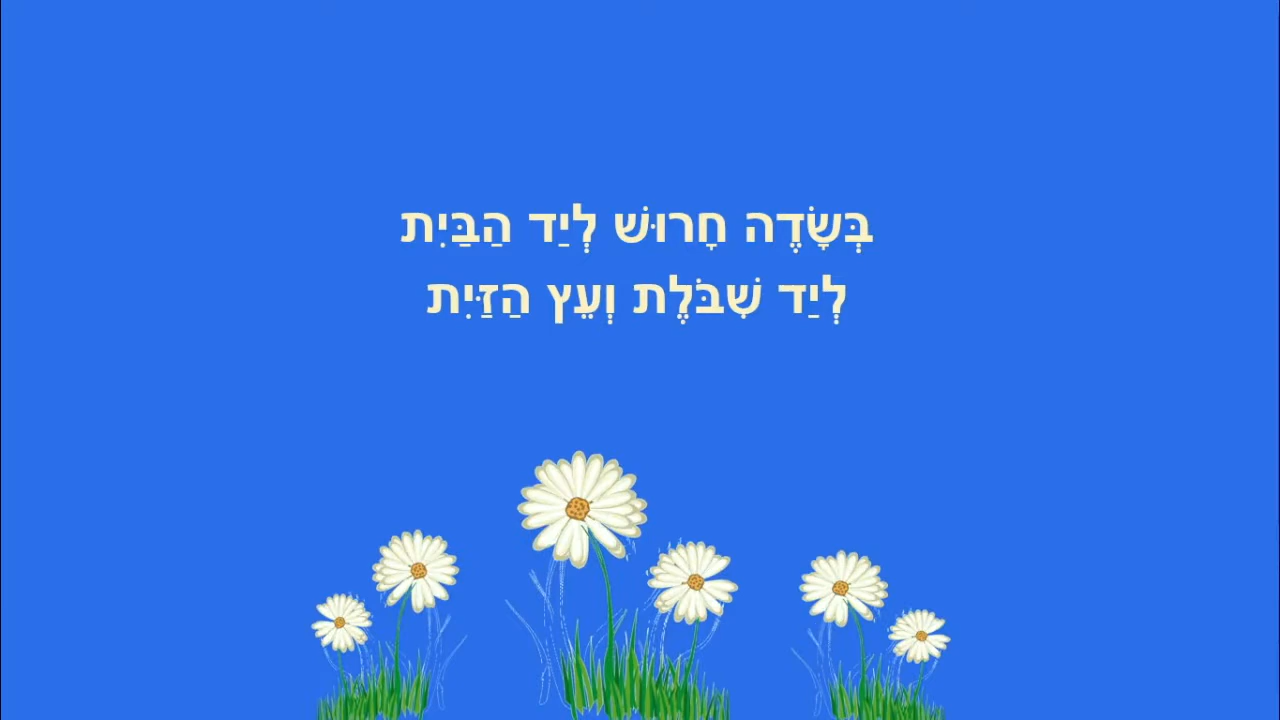 בְּשָׂדֶה חָרוּשׁ לְיַד הַבַּיִת
לְיַד שִׁבֹּלֶת וְעֵץ הַזַּיִת